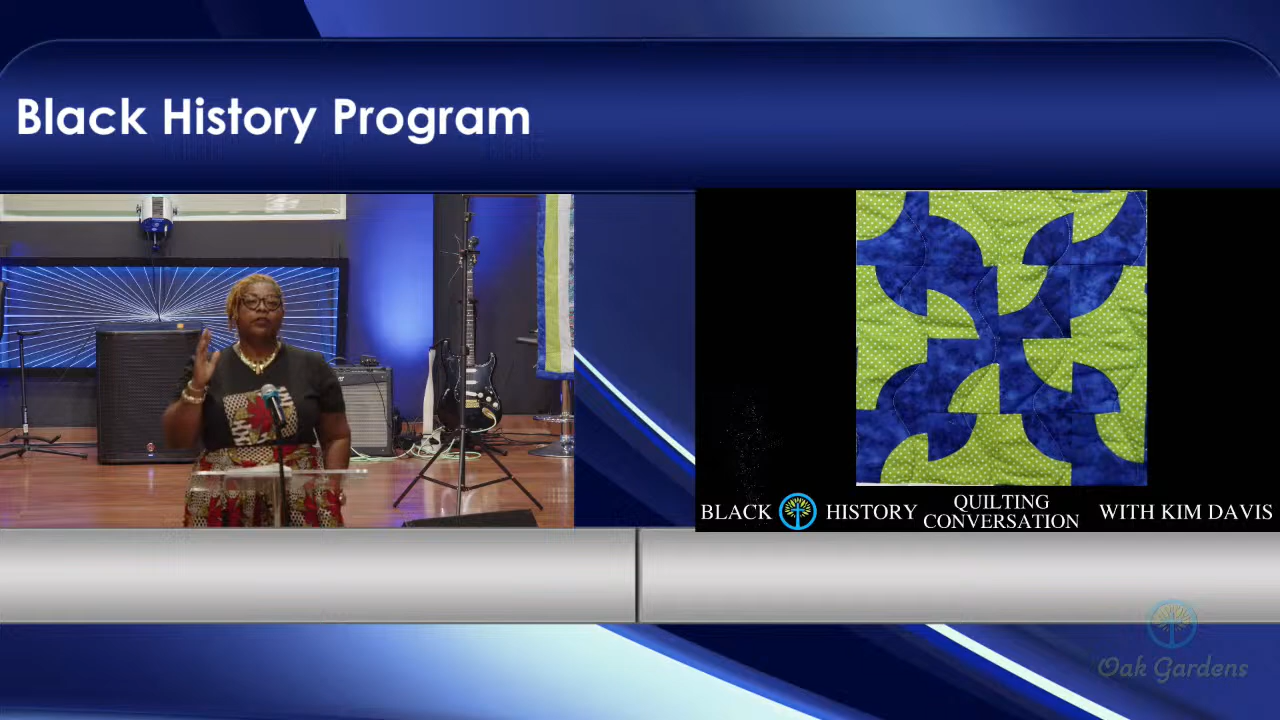 Black History Program
BLACK HISTORY
QUILTING
CONVERSATION
WITH KIM DAVIS
Oak Gardens